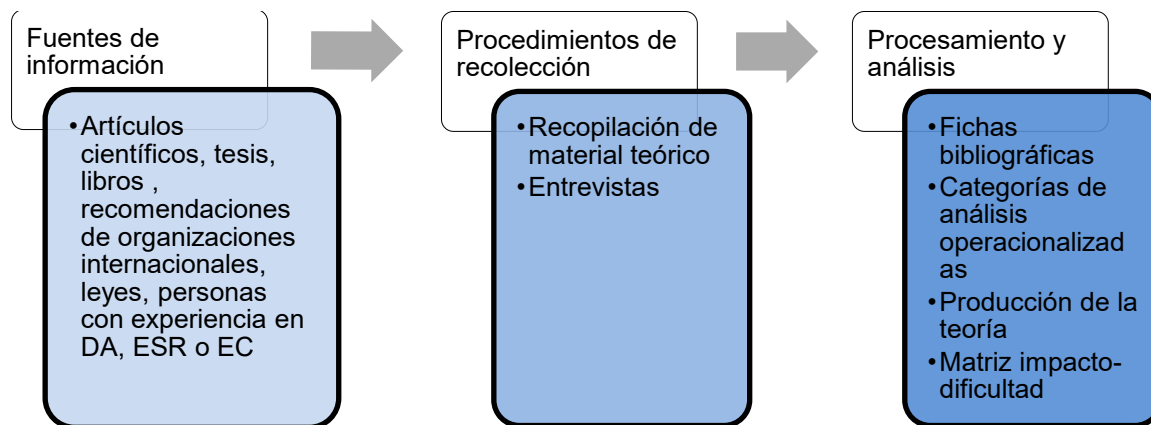 Fuentes de
información
•Artículos
científicos, tesis,
libros ,
recomendaciones
de organizaciones
internacionales,
leyes, personas
con experiencia en
DA, ESR o EC
Procedimientos de
recolección
•Recopilación de
material teórico
•Entrevistas
Procesamiento y
análisis
•Fichas
bibliográficas
•Categorías de
análisis
operacionalizad
as
•Producción de la
teoría
•Matriz impacto-
dificultad